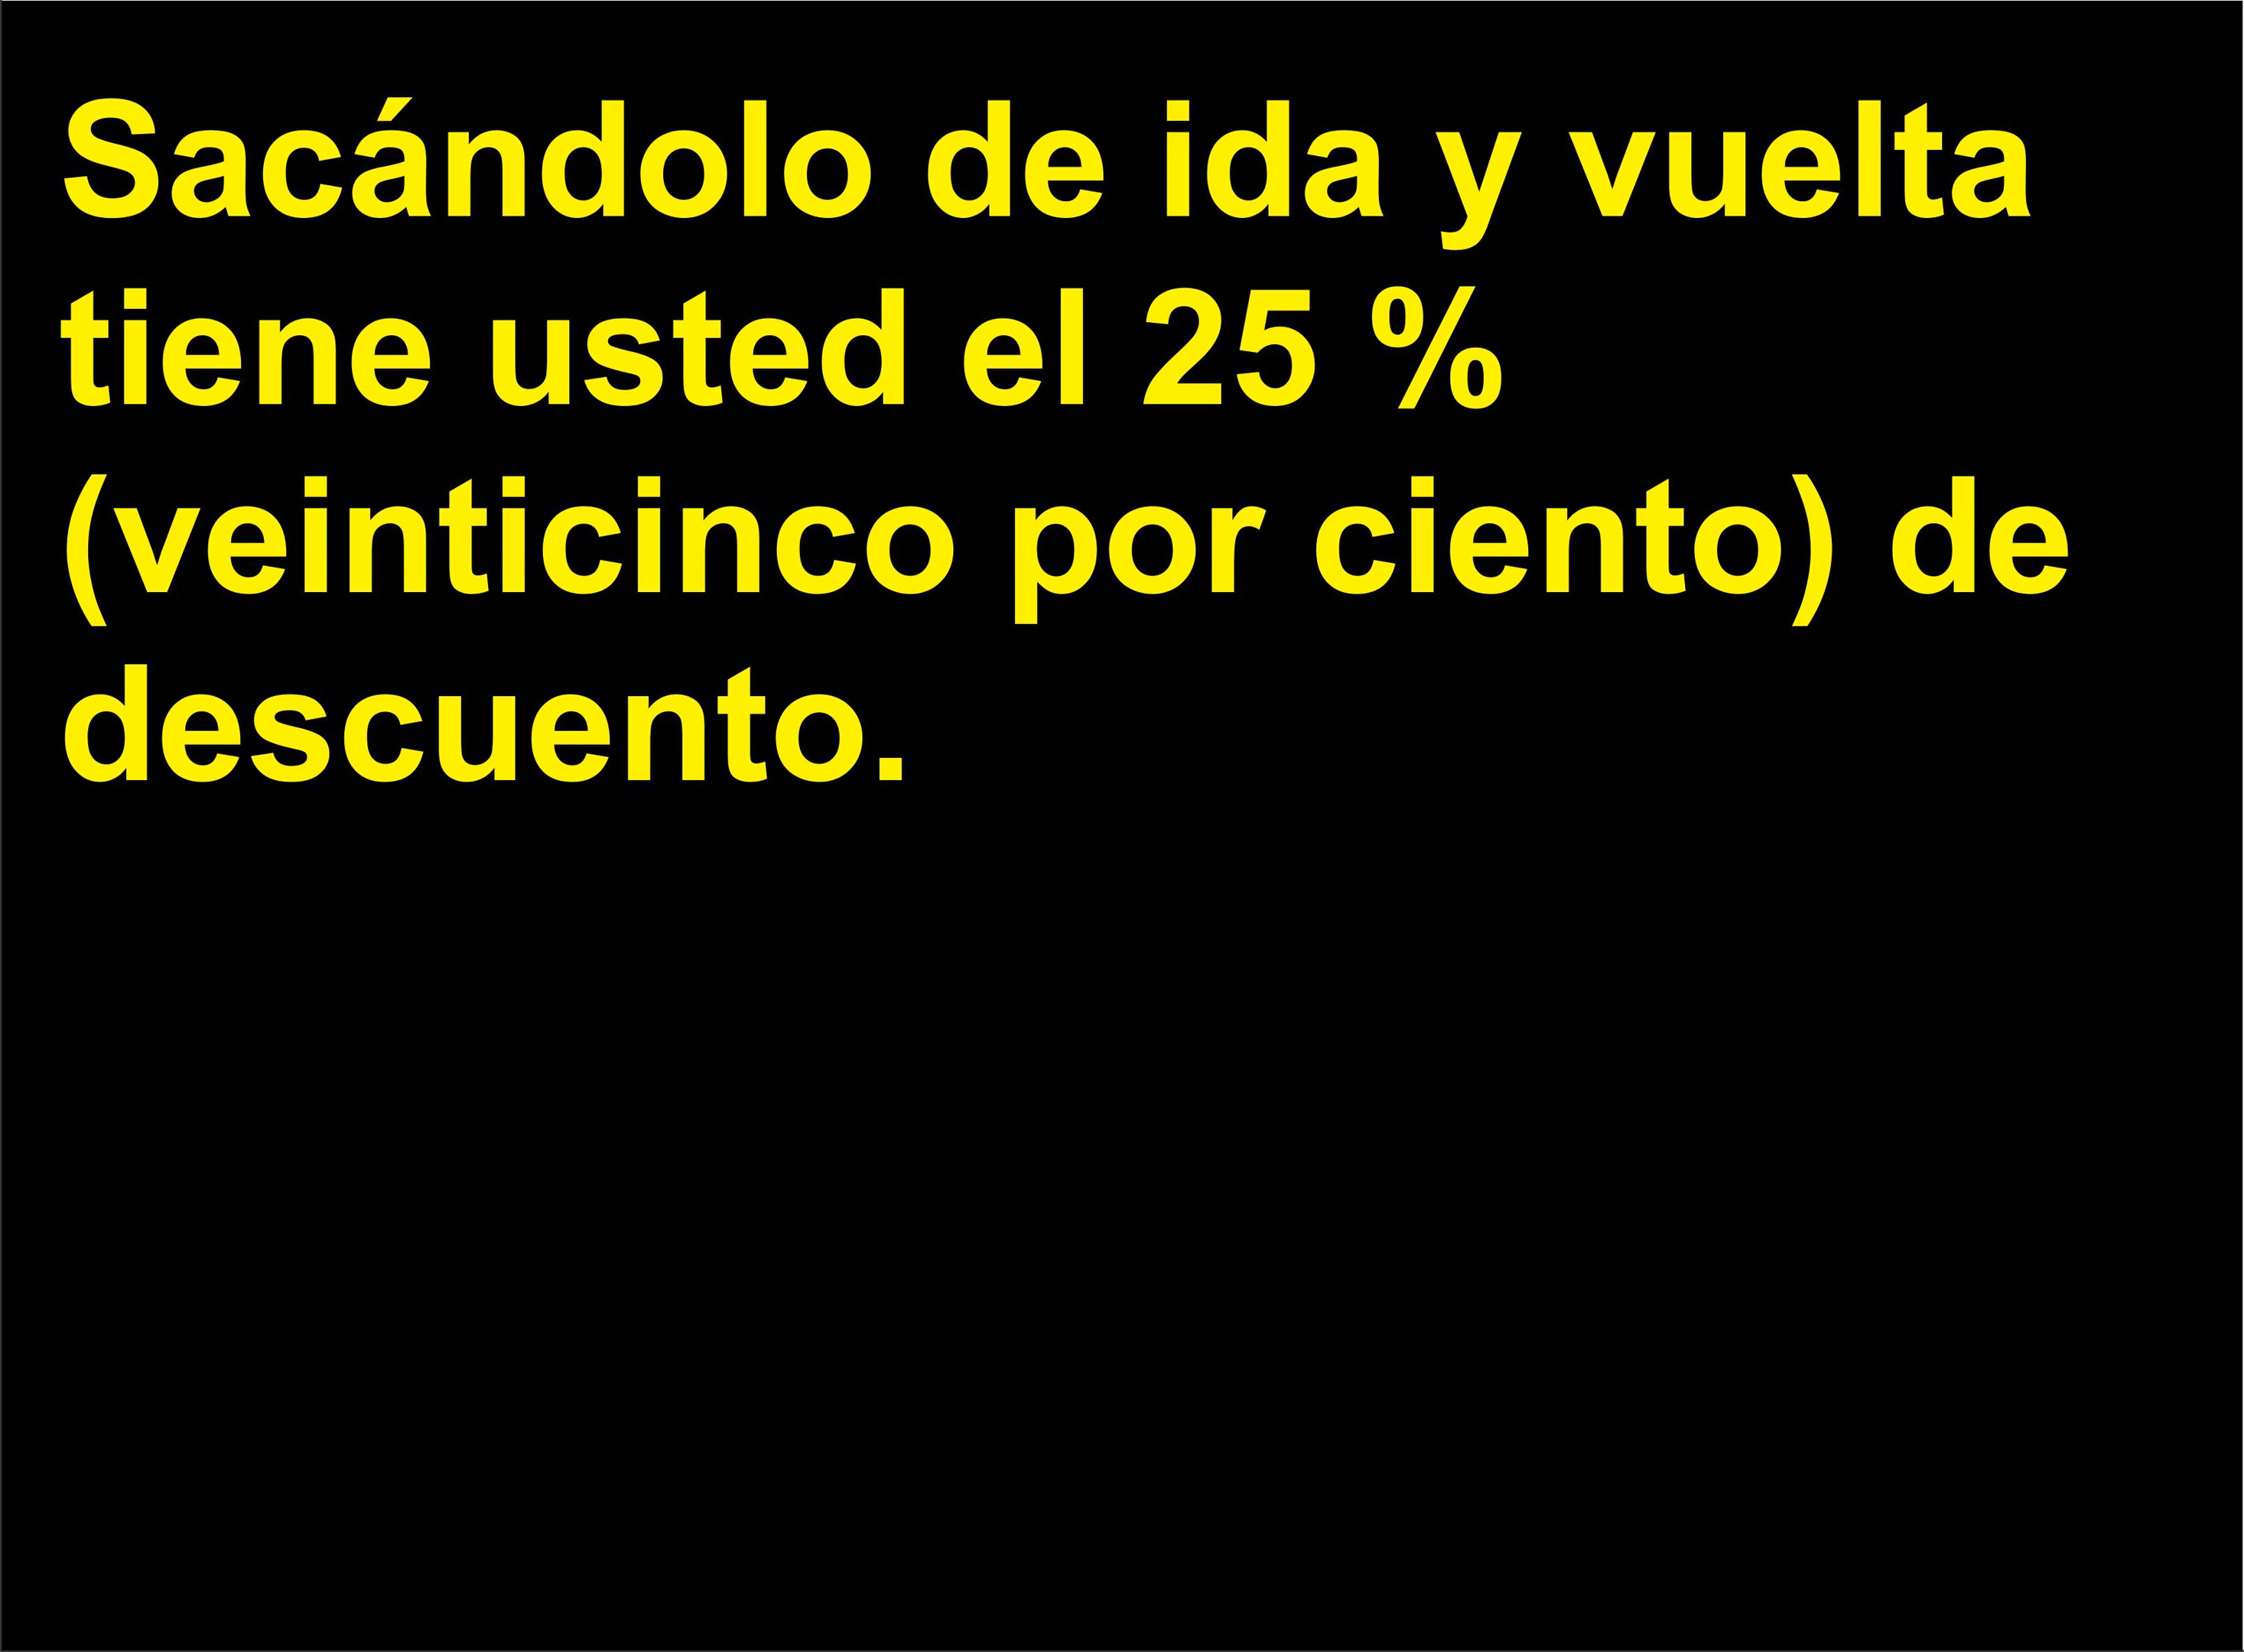 Sacándolo de ida y vuelta
tiene usted el 25 %
(veinticinco por ciento) de
descuento.